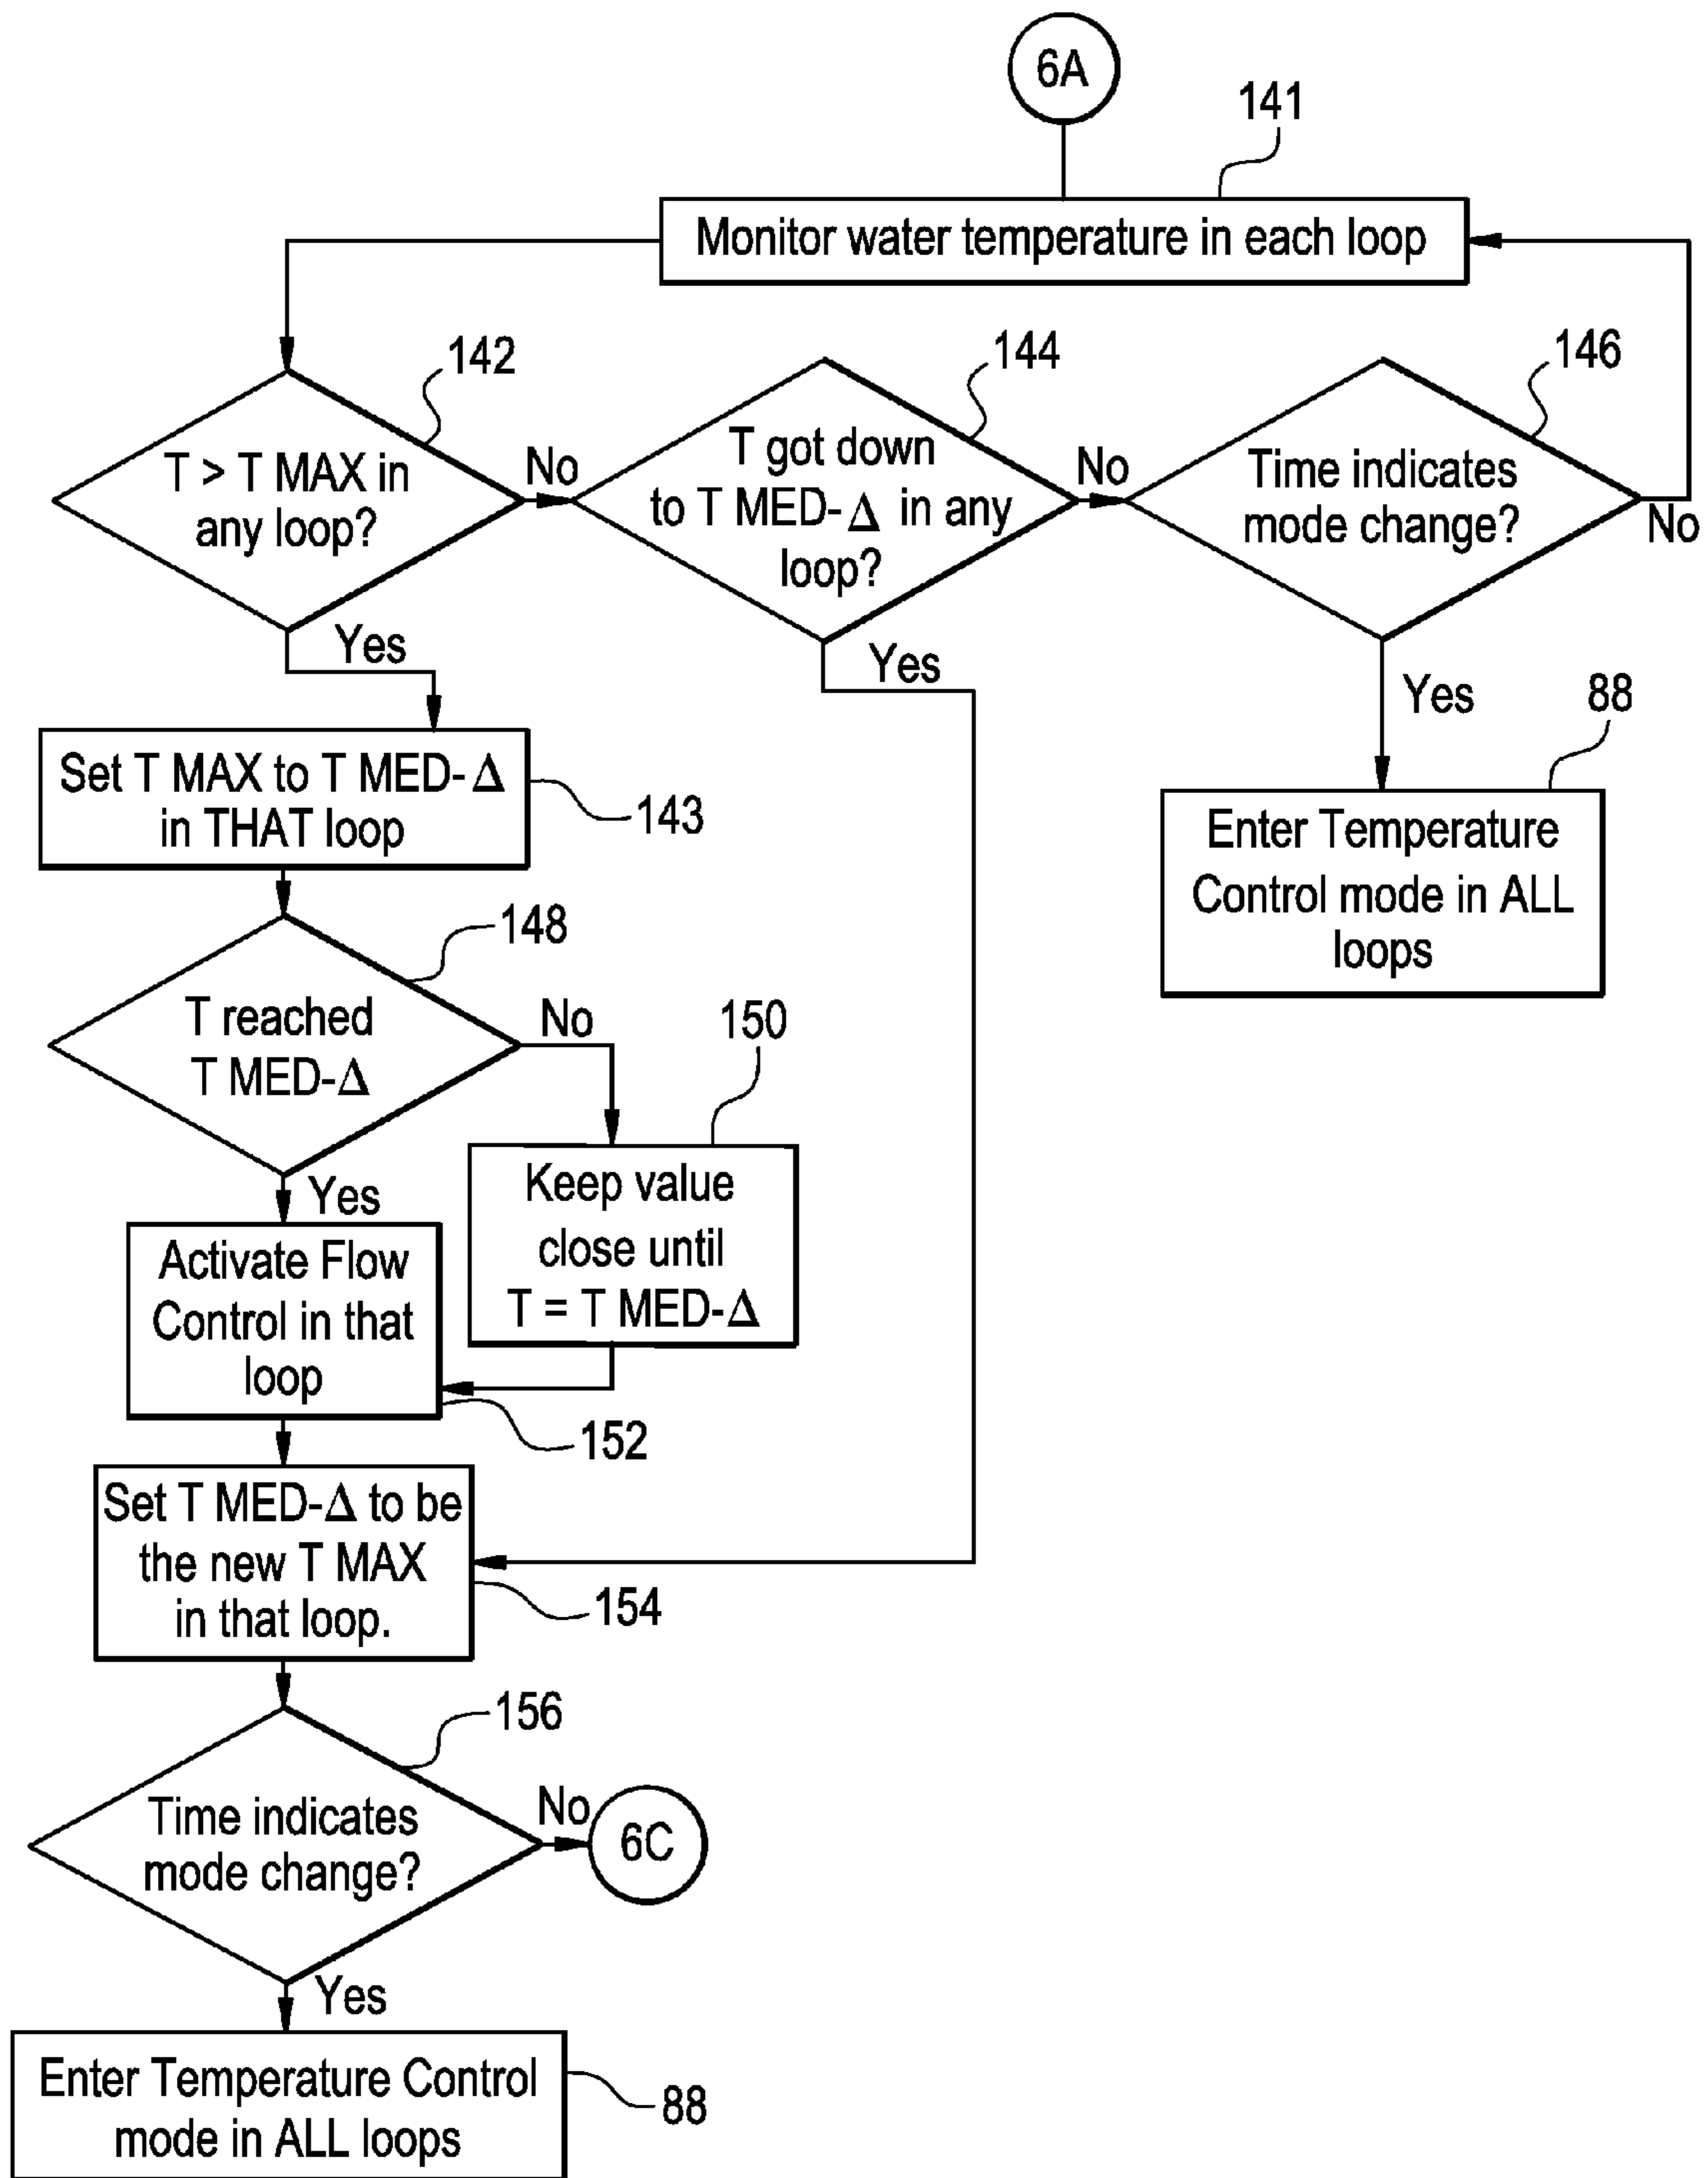 6A
141
Monitor water temperature in each loop
142
T > T MAX in
any loop?
No
Yes
144
T got down
to T MED-Δ in any
loop?
No
Yes
146
Time indicates
mode change?
No
Yes
88
Enter Temperature
Control mode in ALL
loops
Set T MAX to T MED-Δ
in THAT loop
143
148
T reached
T MED-Δ
No
Yes
150
Keep value
close until
T = T MED-Δ
Activate Flow
Control in that
loop
152
Set T MED-Δ to be
the new T MAX
in that loop.
154
156
Time indicates
mode change?
No
6C
Yes
Enter Temperature Control
mode in ALL loops
88